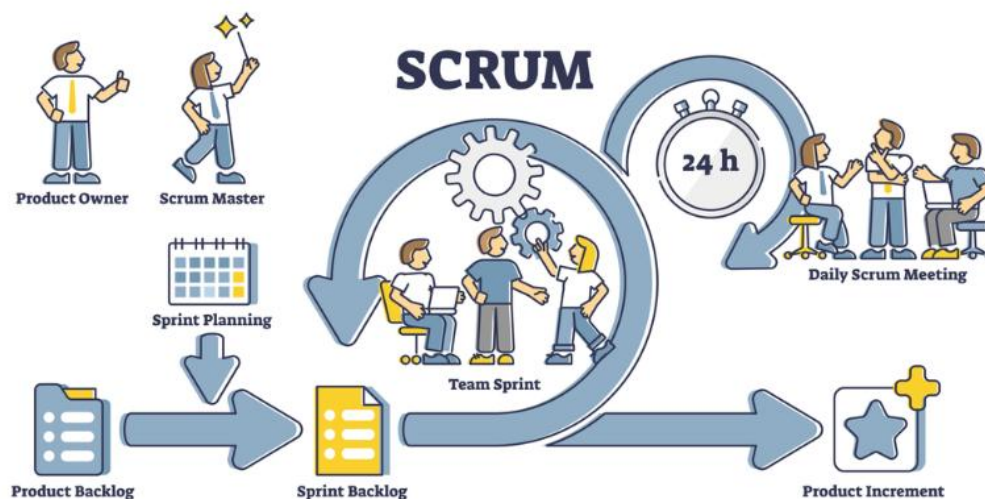 SCRUM
Product Owner
Scrum Master
24 h
Daily Scrum Meeting
Sprint Planning
Team Sprint
Product Backlog
Sprint Backlog
Product Increment